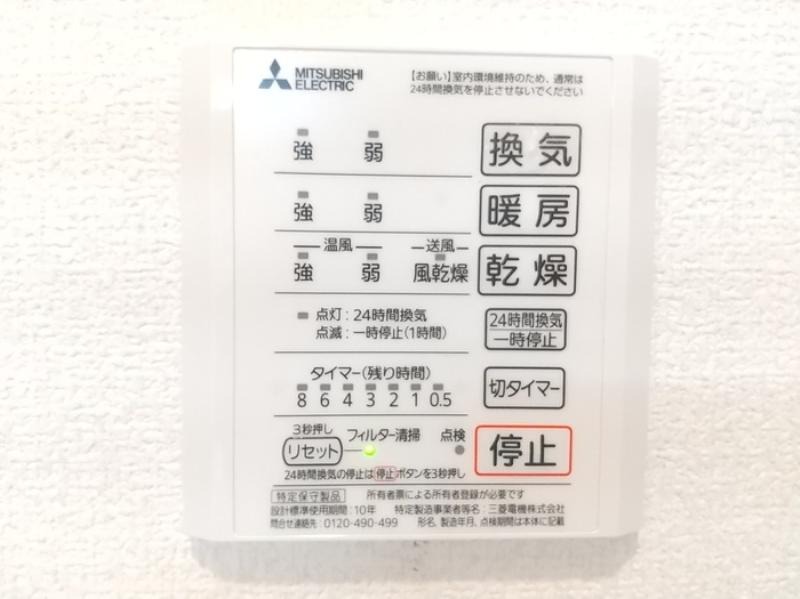 MITSUBISHI
ELECTRIC
【お願い】室内環境維持のため、通常は
24時間換気を停止させないでください
強 弱 換気
強 弱 暖房
温風 送風
強 弱 風乾燥 乾燥
点灯:24時間換気
点滅:一時停止(1時間)
24時間換気
一時停止
タイマー(残り時間)
8 6 4 3 2 1 0.5
切タイマー
3秒押し
リセット フィルター清掃 点検
停止
24時間換気の停止は停止ボタンを3秒押し
特定保守製品 所有者票による所有者登録が必要です
設計標準使用期間:10年 特定製造事業者等名:三菱電機株式会社
問合せ連絡先:0120-490-499 形名、製造年月、点検期間は本体に記載